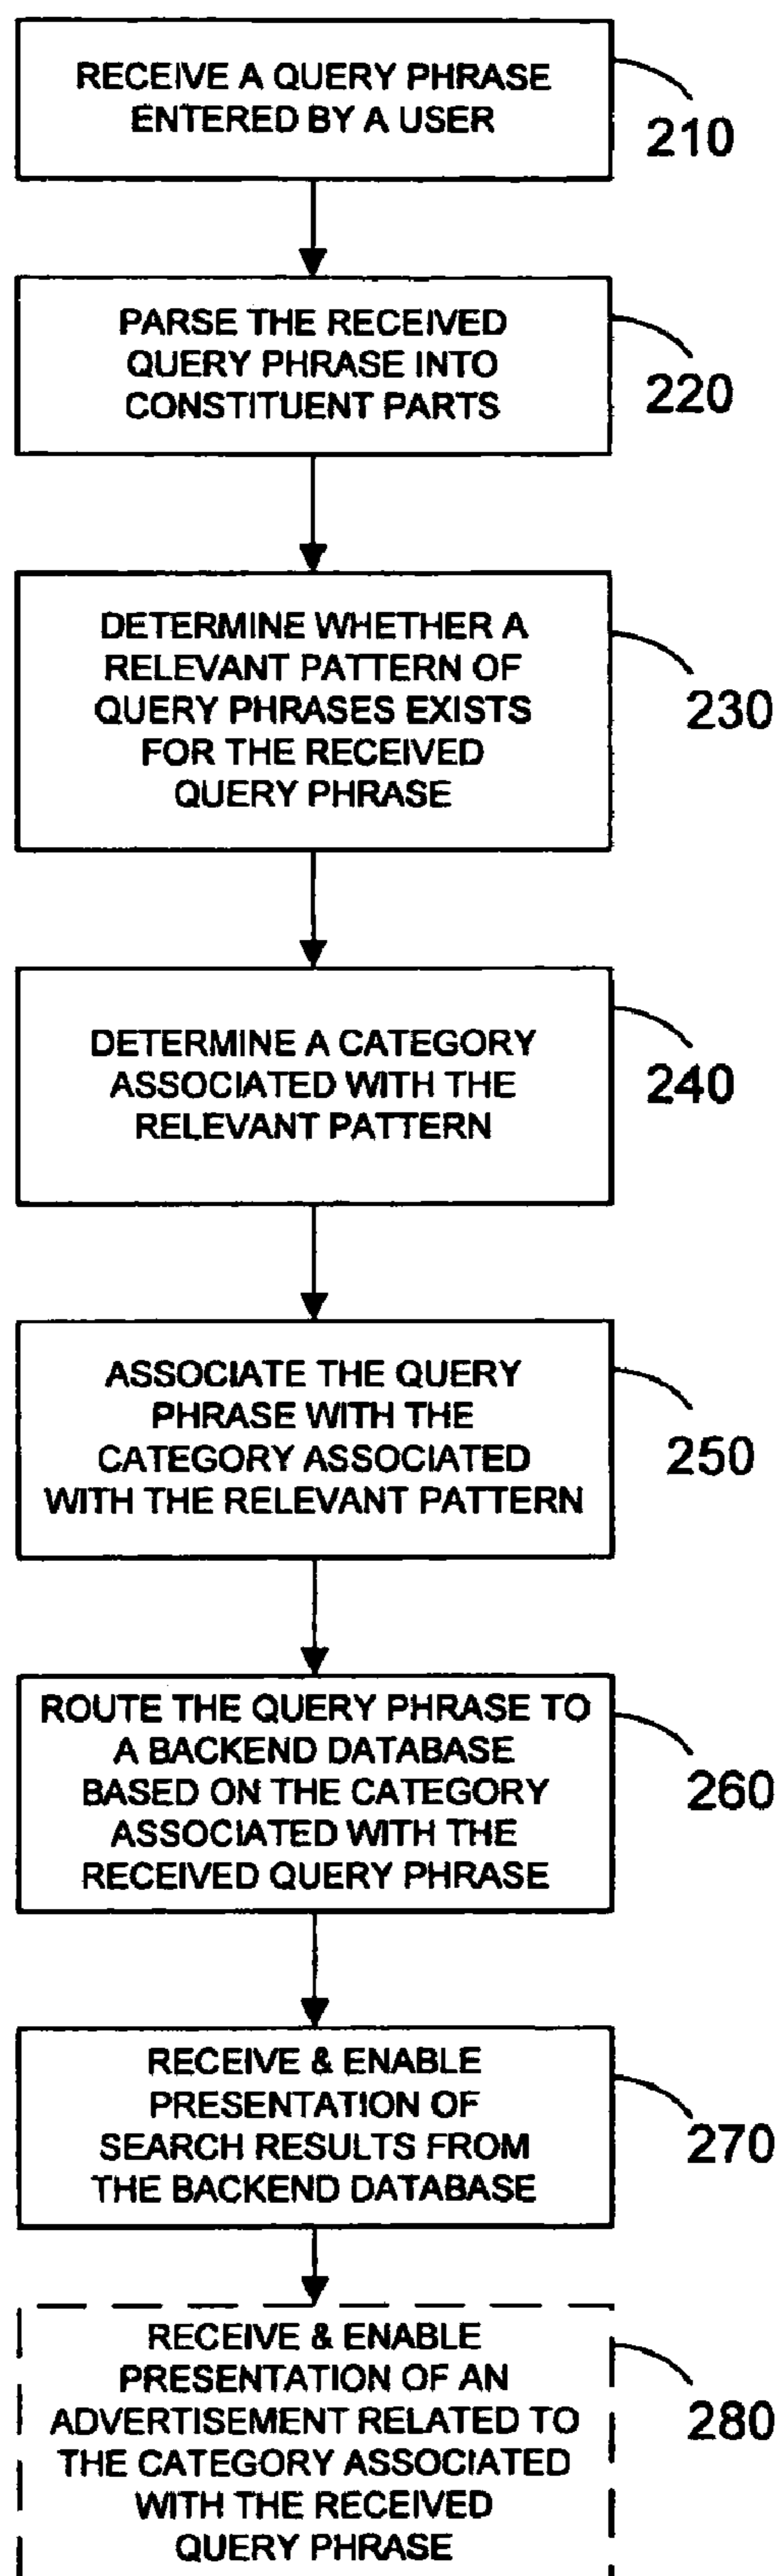 RECEIVE A QUERY PHRASE
ENTERED BY A USER
210
PARSE THE RECEIVED
QUERY PHRASE INTO
CONSTITUENT PARTS
220
DETERMINE WHETHER A
RELEVANT PATTERN OF
QUERY PHRASES EXISTS
FOR THE RECEIVED
QUERY PHRASE
230
DETERMINE A CATEGORY
ASSOCIATED WITH THE
RELEVANT PATTERN
240
ASSOCIATE THE QUERY
PHRASE WITH THE
CATEGORY ASSOCIATED
WITH THE RELEVANT PATTERN
250
ROUTE THE QUERY PHRASE TO
A BACKEND DATABASE
BASED ON THE CATEGORY
ASSOCIATED WITH THE
RECEIVED QUERY PHRASE
260
RECEIVE & ENABLE
PRESENTATION OF
SEARCH RESULTS FROM
THE BACKEND DATABASE
270
RECEIVE & ENABLE
PRESENTATION OF AN
ADVERTISEMENT RELATED TO
THE CATEGORY ASSOCIATED
WITH THE RECEIVED
QUERY PHRASE
280